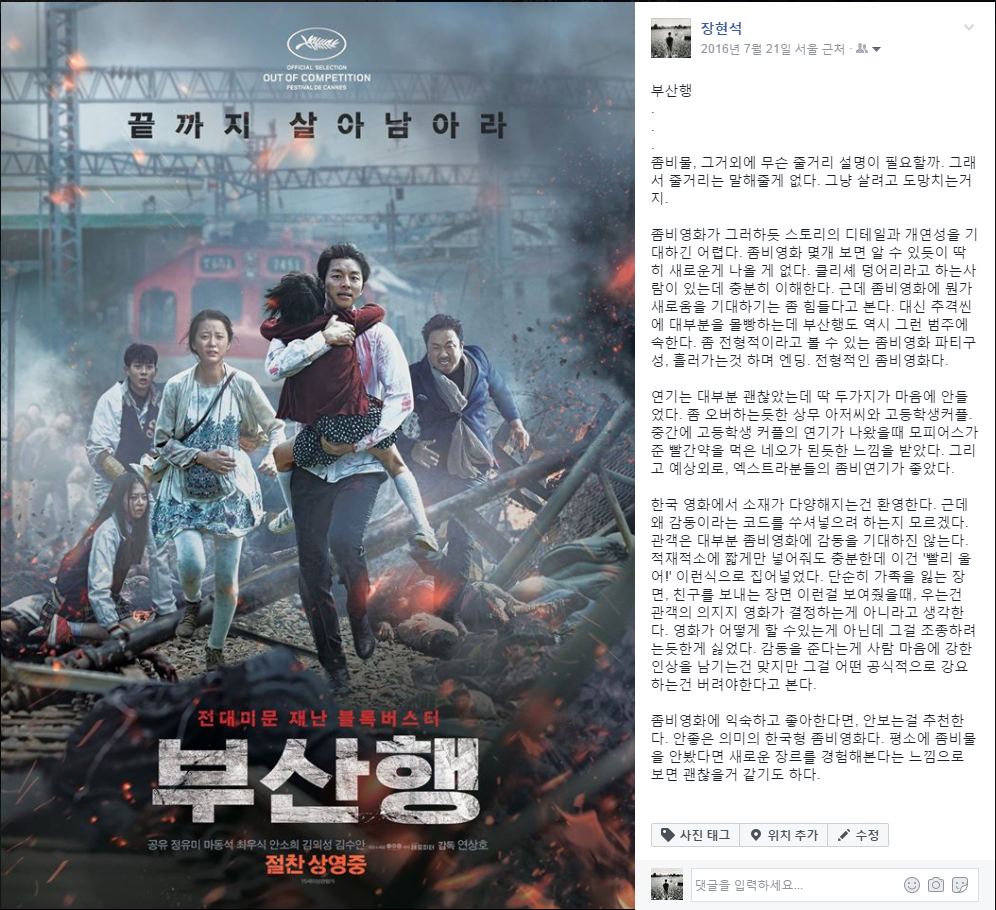 OFFICIAL SELECTION
OUT OF COMPETITION
FESTIVAL DE CANNES
끝까지 살아남아라
7451 7451
전대미문 재난 블록버스터
부산행
공유 정유미 마동석 최우식 안소희 김의성 김수안 감독 연상호
절찬 상영중
장현석
2016년 7월 21일 서울 근처 ·
부산행
.
.
.
좀비물, 그거외에 무슨 줄거리 설명이 필요할까. 그래
서 줄거리는 말해줄게 없다. 그냥 살려고 도망치는거
지.
좀비영화가 그러하듯 스토리의 디테일과 개연성을 기
대하긴 어렵다. 좀비영화 몇개 보면 알 수 있듯이 딱
히 새로운게 나올 게 없다. 클리셰 덩어리라고 하는사
람이 있는데 충분히 이해한다. 근데 좀비영화에 뭔가
새로움을 기대하기는 좀 힘들다고 본다. 대신 추격씬
에 대부분을 몰빵하는데 부산행도 역시 그런 범주에
속한다. 좀 전형적이라고 볼 수 있는 좀비영화 파티구
성, 흘러가는것 하며 엔딩. 전형적인 좀비영화다.
연기는 대부분 괜찮았는데 딱 두가지가 마음에 안들
었다. 좀 오버하는듯한 상무 아저씨와 고등학생커플.
중간에 고등학생 커플의 연기가 나왔을때 모피어스가
준 빨간약을 먹은 네오가 된듯한 느낌을 받았다. 그리
고 예상외로, 엑스트라분들의 좀비연기가 좋았다.
한국 영화에서 소재가 다양해지는건 환영한다. 근데
왜 감동이라는 코드를 쑤셔넣으려 하는지 모르겠다.
관객은 대부분 좀비영화에 감동을 기대하진 않는다.
적재적소에 짧게만 넣어줘도 충분한데 이건 '빨리 울
어!' 이런식으로 집어넣었다. 단순히 가족을 잃는 장
면, 친구를 보내는 장면 이런걸 보여줬을때, 우는건
관객의 의지지 영화가 결정하는게 아니라고 생각한
다. 영화가 어떻게 할 수있는게 아닌데 그걸 조종하려
는듯한게 싫었다. 감동을 준다는게 사람 마음에 강한
인상을 남기는건 맞지만 그걸 어떤 공식적으로 강요
하는건 버려야한다고 본다.
좀비영화에 익숙하고 좋아한다면, 안보는걸 추천한
다. 안좋은 의미의 한국형 좀비영화다. 평소에 좀비물
을 안봤다면 새로운 장르를 경험해본다는 느낌으로
보면 괜찮을거 같기도 하다.
사진 태그 위치 추가 수정
댓글을 입력하세요...